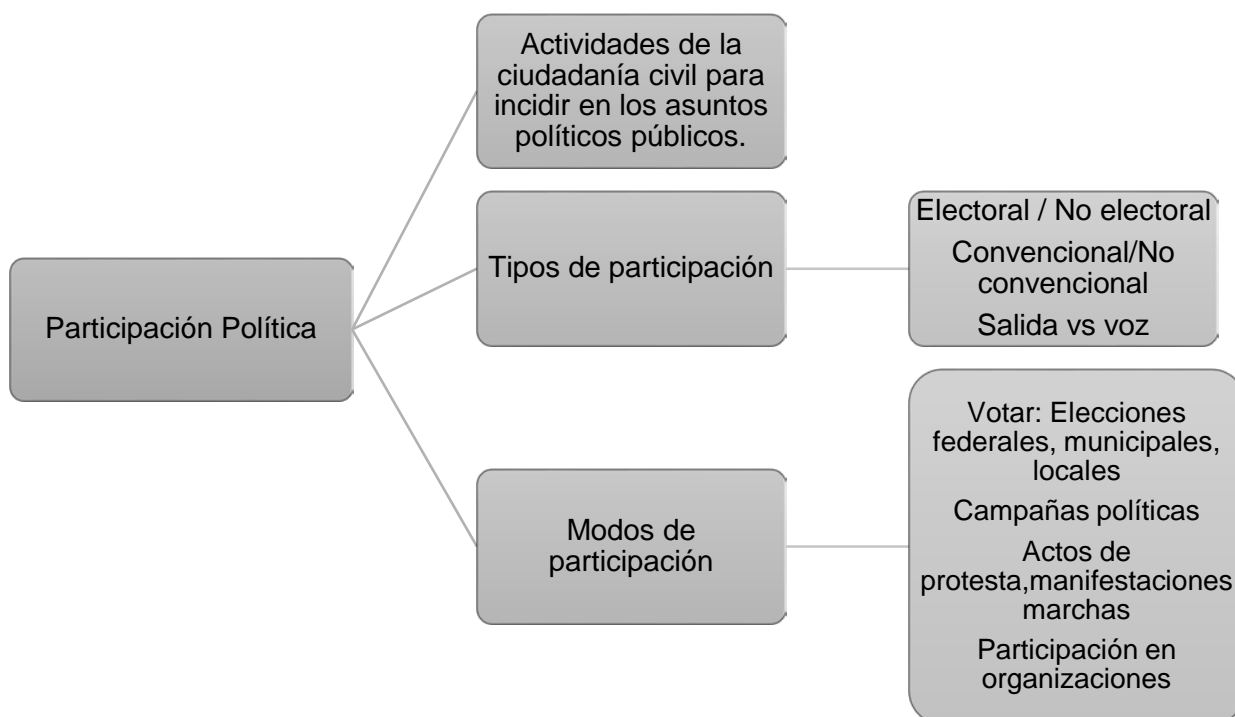 Actividades de la
ciudadanía civil para
incidir en los asuntos
políticos públicos.
Participación Política
Tipos de participación
Electoral / No electoral
Convencional/No
convencional
Salida vs voz
Modos de
participación
Votar: Elecciones
federales, municipales,
locales
Campañas políticas
Actos de
protesta,manifestaciones
marchas
Participación en
organizaciones